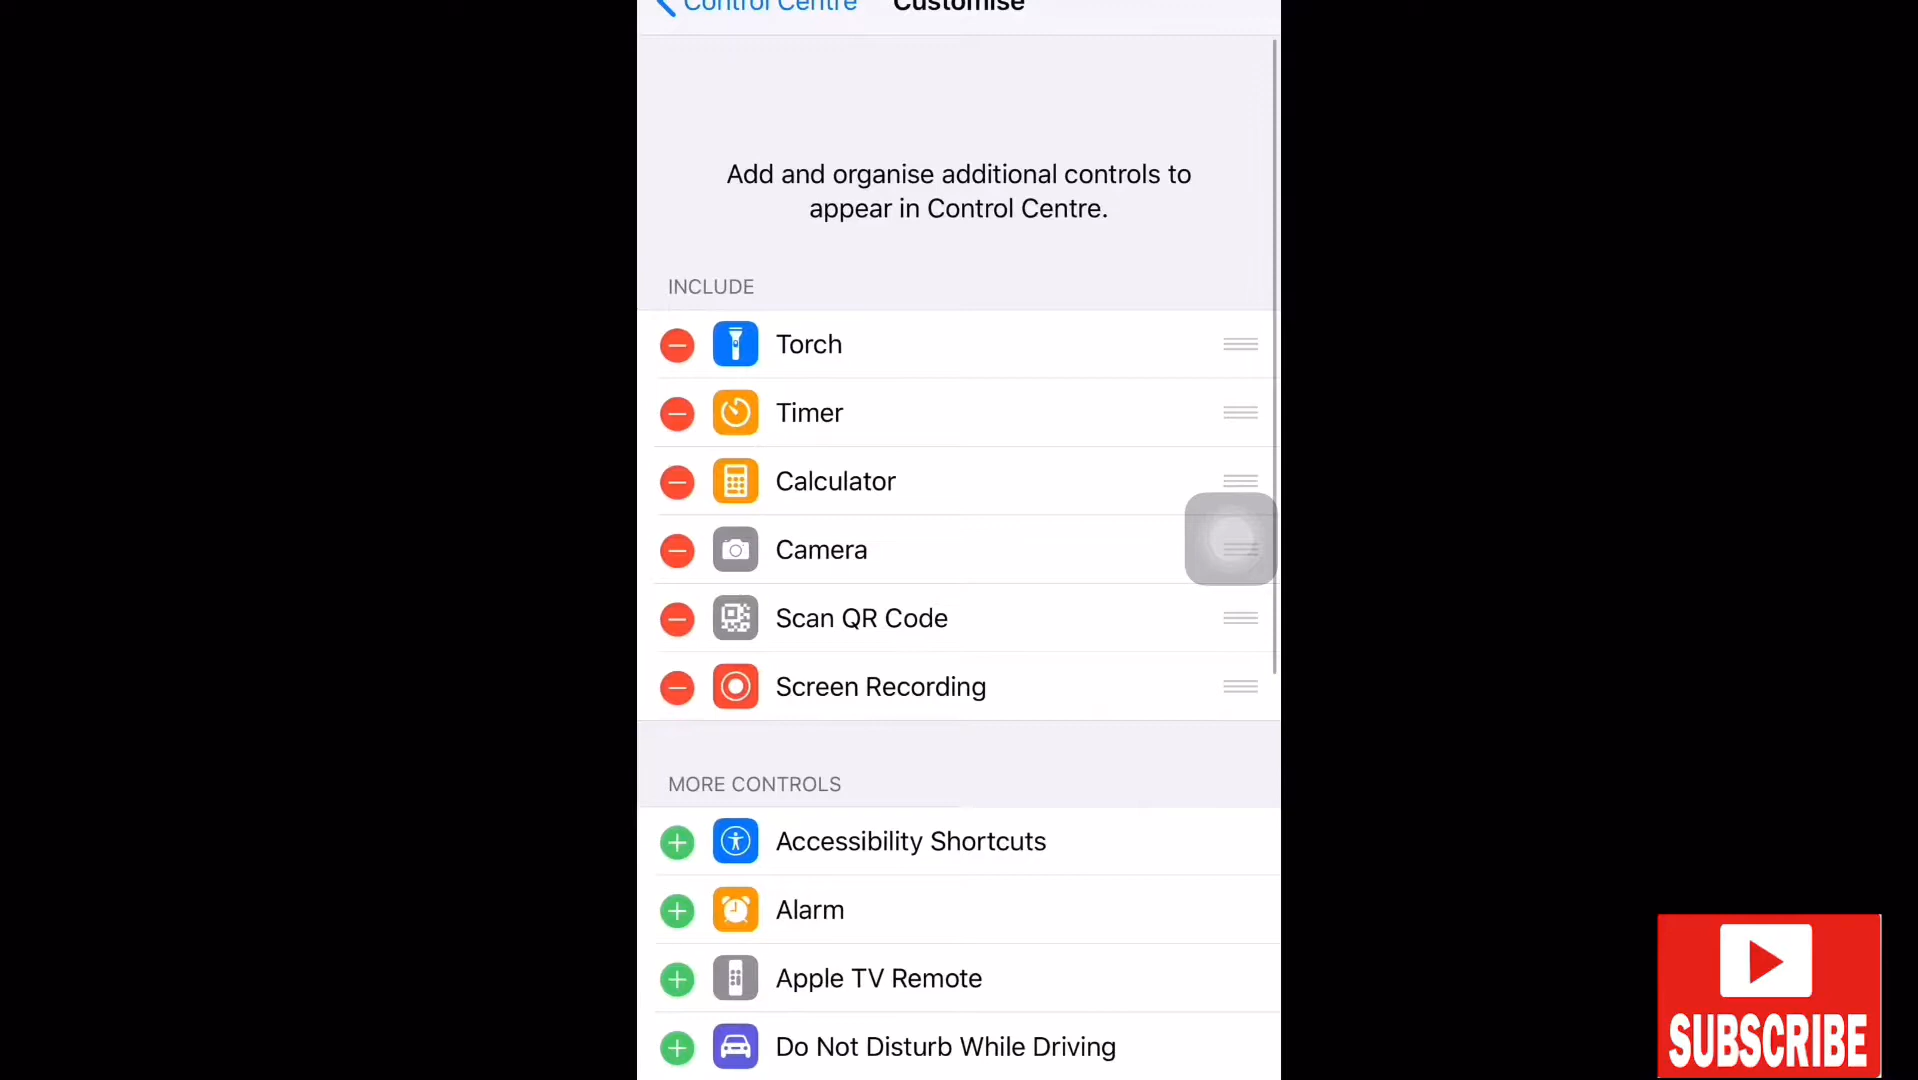 Control Centre Customise
Add and organise additional controls to
appear in Control Centre.
INCLUDE
Torch
Timer
Calculator
Camera
Scan QR Code
Screen Recording
MORE CONTROLS
Accessibility Shortcuts
Alarm
Apple TV Remote
Do Not Disturb While Driving
SUBSCRIBE